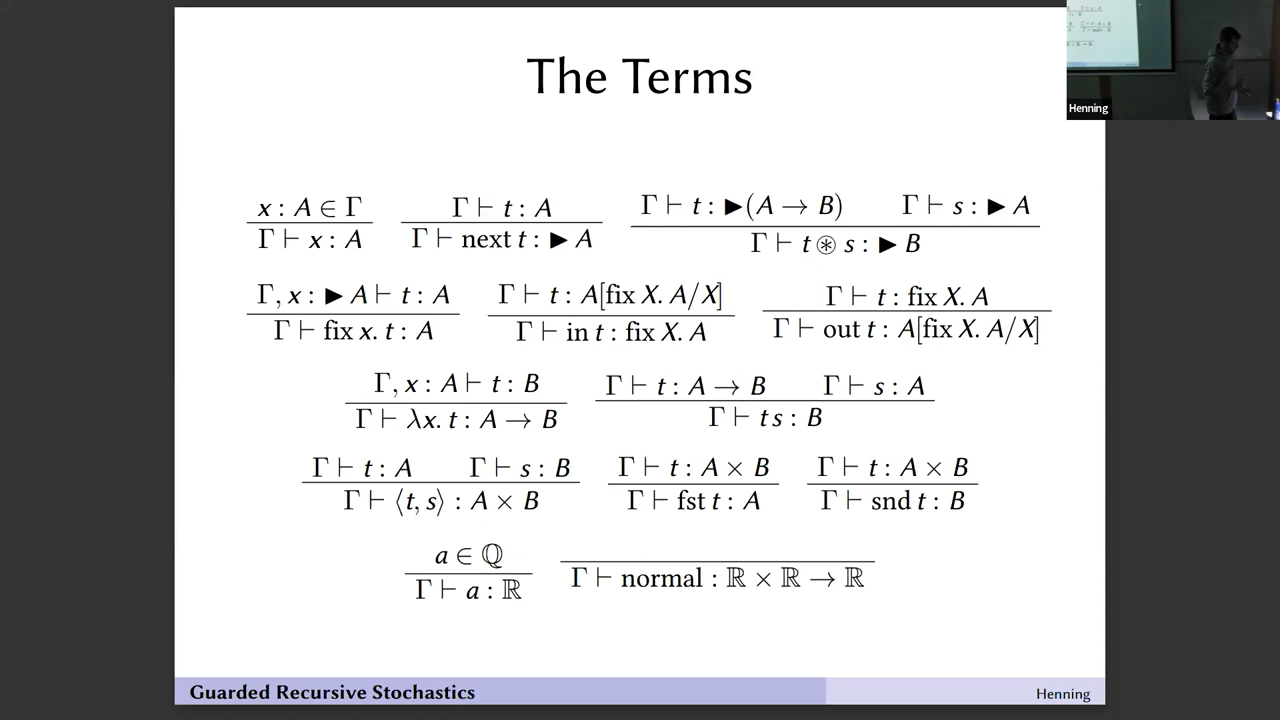 The Terms
x : A ∈ Γ
Γ ⊢ x : A
Γ ⊢ t : A
Γ ⊢ next t : ▶ A
Γ ⊢ t : ▶(A → B) Γ ⊢ s : ▶ A
Γ ⊢ t ⊛ s : ▶ B
Γ, x : ▶ A ⊢ t : A
Γ ⊢ fix x. t : A
Γ ⊢ t : A[fix X. A/X]
Γ ⊢ in t : fix X. A
Γ ⊢ t : fix X. A
Γ ⊢ out t : A[fix X. A/X]
Γ, x : A ⊢ t : B
Γ ⊢ λx. t : A → B
Γ ⊢ t : A → B Γ ⊢ s : A
Γ ⊢ t s : B
Γ ⊢ t : A Γ ⊢ s : B
Γ ⊢ ⟨t, s⟩ : A × B
Γ ⊢ t : A × B
Γ ⊢ fst t : A
Γ ⊢ t : A × B
Γ ⊢ snd t : B
a ∈ ℚ
Γ ⊢ a : ℝ
Γ ⊢ normal : ℝ × ℝ → ℝ
Guarded Recursive Stochastics
Henning
Henning